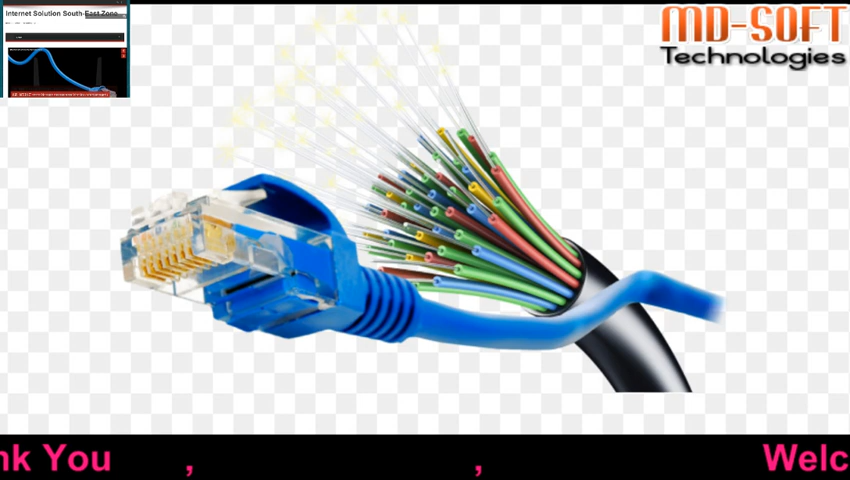 Internet Solution South-East Zone
MD-SOFT
Technologies
nk You , , Welc